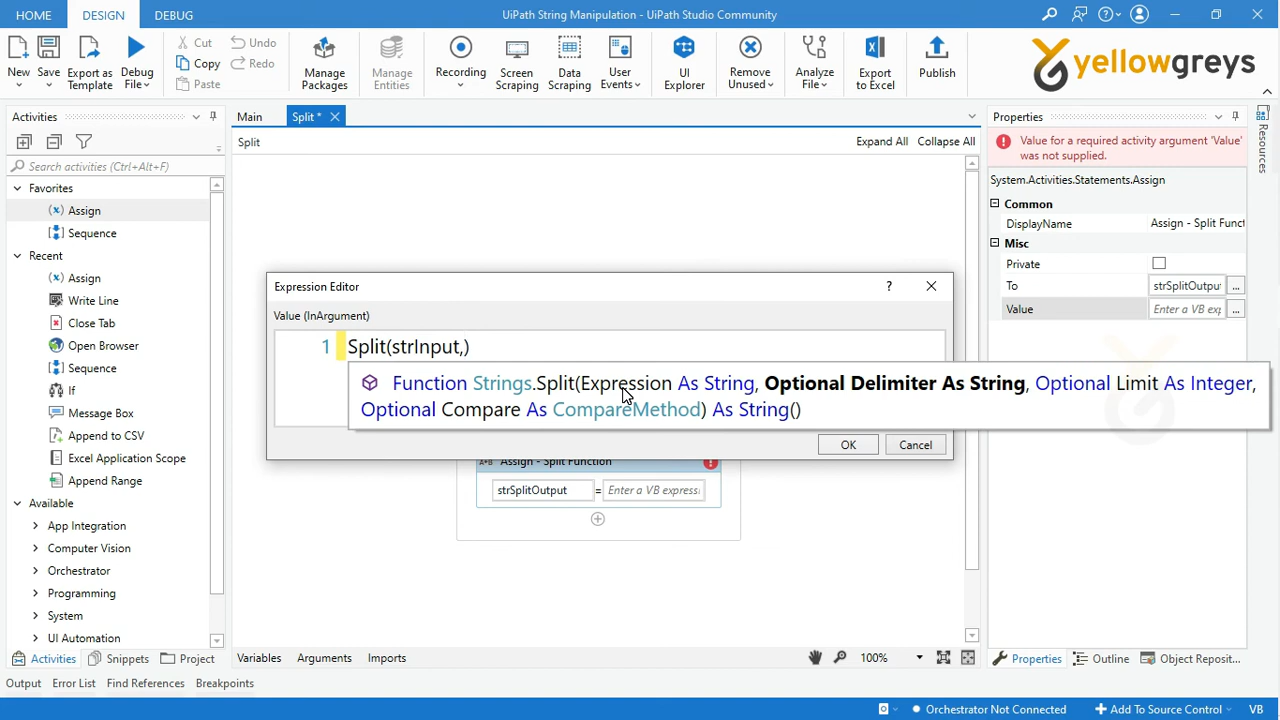 HOME
DESIGN
DEBUG
UiPath String Manipulation - UiPath Studio Community
New
Save
Export as Template
Debug File
Cut
Copy
Paste
Undo
Redo
Manage Packages
Manage Entities
Recording
Screen Scraping
Data Scraping
User Events
UI Explorer
Remove Unused
Analyze File
Export to Excel
Publish
yellowgreys
Activities
Search activities (Ctrl+Alt+F)
Favorites
(x) Assign
Sequence
Recent
(x) Assign
Write Line
Close Tab
Open Browser
Sequence
If
Message Box
Append to CSV
Excel Application Scope
Append Range
Available
App Integration
Computer Vision
Orchestrator
Programming
System
UI Automation
Activities
Snippets
Project
Main
Split *
Split
Expand All
Collapse All
Expression Editor
?
Value (InArgument)
1
Split(strInput,)
Function Strings.Split(Expression As String, Optional Delimiter As String, Optional Limit As Integer,
Optional Compare As CompareMethod) As String()
OK
Cancel
A+B Assign - Split Function
strSplitOutput
=
Enter a VB express
Variables
Arguments
Imports
100%
Properties
Value for a required activity argument 'Value'
was not supplied.
System.Activities.Statements.Assign
Common
DisplayName
Assign - Split Funct
Misc
Private
To
strSplitOutpu
...
Value
Enter a VB exp
...
Resources
Properties
Outline
Object Reposit...
Output
Error List
Find References
Breakpoints
Orchestrator Not Connected
Add To Source Control
VB